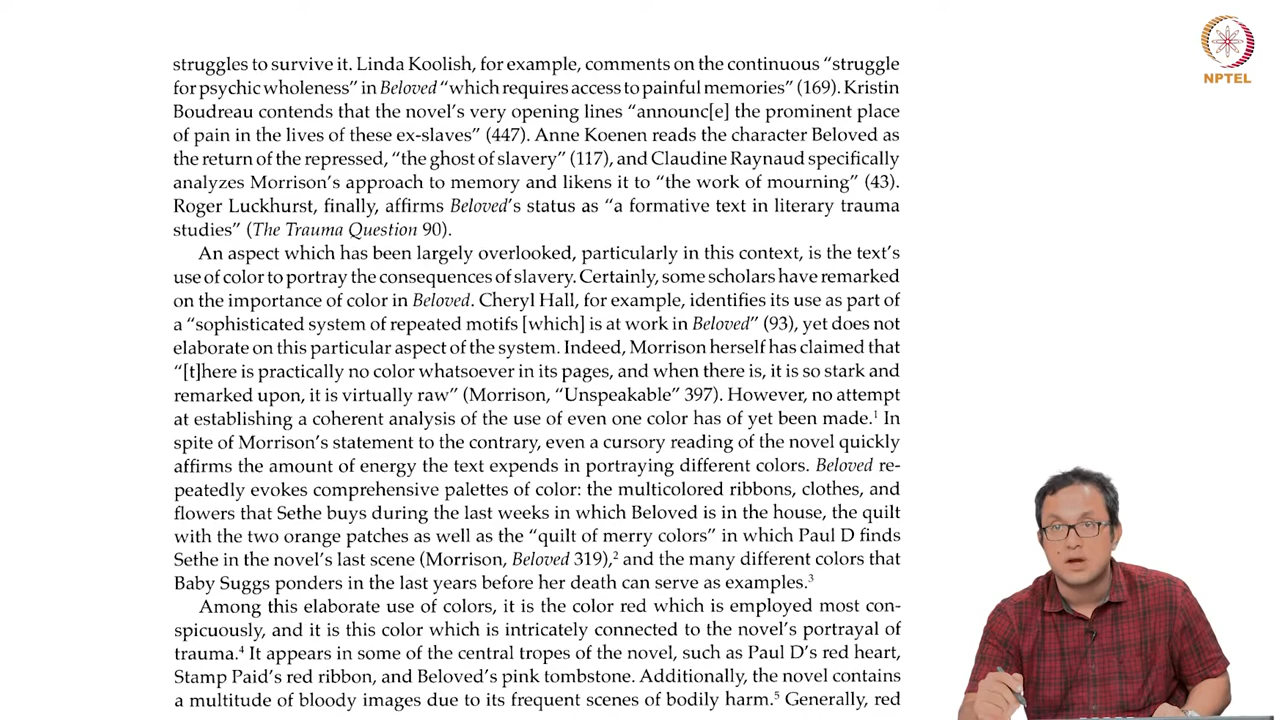 NPTEL
struggles to survive it. Linda Koolish, for example, comments on the continuous “struggle
for psychic wholeness” in Beloved “which requires access to painful memories” (169). Kristin
Boudreau contends that the novel’s very opening lines “announc[e] the prominent place
of pain in the lives of these ex-slaves” (447). Anne Koenen reads the character Beloved as
the return of the repressed, “the ghost of slavery” (117), and Claudine Raynaud specifically
analyzes Morrison’s approach to memory and likens it to “the work of mourning” (43).
Roger Luckhurst, finally, affirms Beloved’s status as “a formative text in literary trauma
studies” (The Trauma Question 90).
An aspect which has been largely overlooked, particularly in this context, is the text’s
use of color to portray the consequences of slavery. Certainly, some scholars have remarked
on the importance of color in Beloved. Cheryl Hall, for example, identifies its use as part of
a “sophisticated system of repeated motifs [which] is at work in Beloved” (93), yet does not
elaborate on this particular aspect of the system. Indeed, Morrison herself has claimed that
“[t]here is practically no color whatsoever in its pages, and when there is, it is so stark and
remarked upon, it is virtually raw” (Morrison, “Unspeakable” 397). However, no attempt
at establishing a coherent analysis of the use of even one color has of yet been made.¹ In
spite of Morrison’s statement to the contrary, even a cursory reading of the novel quickly
affirms the amount of energy the text expends in portraying different colors. Beloved re-
peatedly evokes comprehensive palettes of color: the multicolored ribbons, clothes, and
flowers that Sethe buys during the last weeks in which Beloved is in the house, the quilt
with the two orange patches as well as the “quilt of merry colors” in which Paul D finds
Sethe in the novel’s last scene (Morrison, Beloved 319),² and the many different colors that
Baby Suggs ponders in the last years before her death can serve as examples.³
Among this elaborate use of colors, it is the color red which is employed most con-
spicuously, and it is this color which is intricately connected to the novel’s portrayal of
trauma.⁴ It appears in some of the central tropes of the novel, such as Paul D’s red heart,
Stamp Paid’s red ribbon, and Beloved’s pink tombstone. Additionally, the novel contains
a multitude of bloody images due to its frequent scenes of bodily harm.⁵ Generally, red